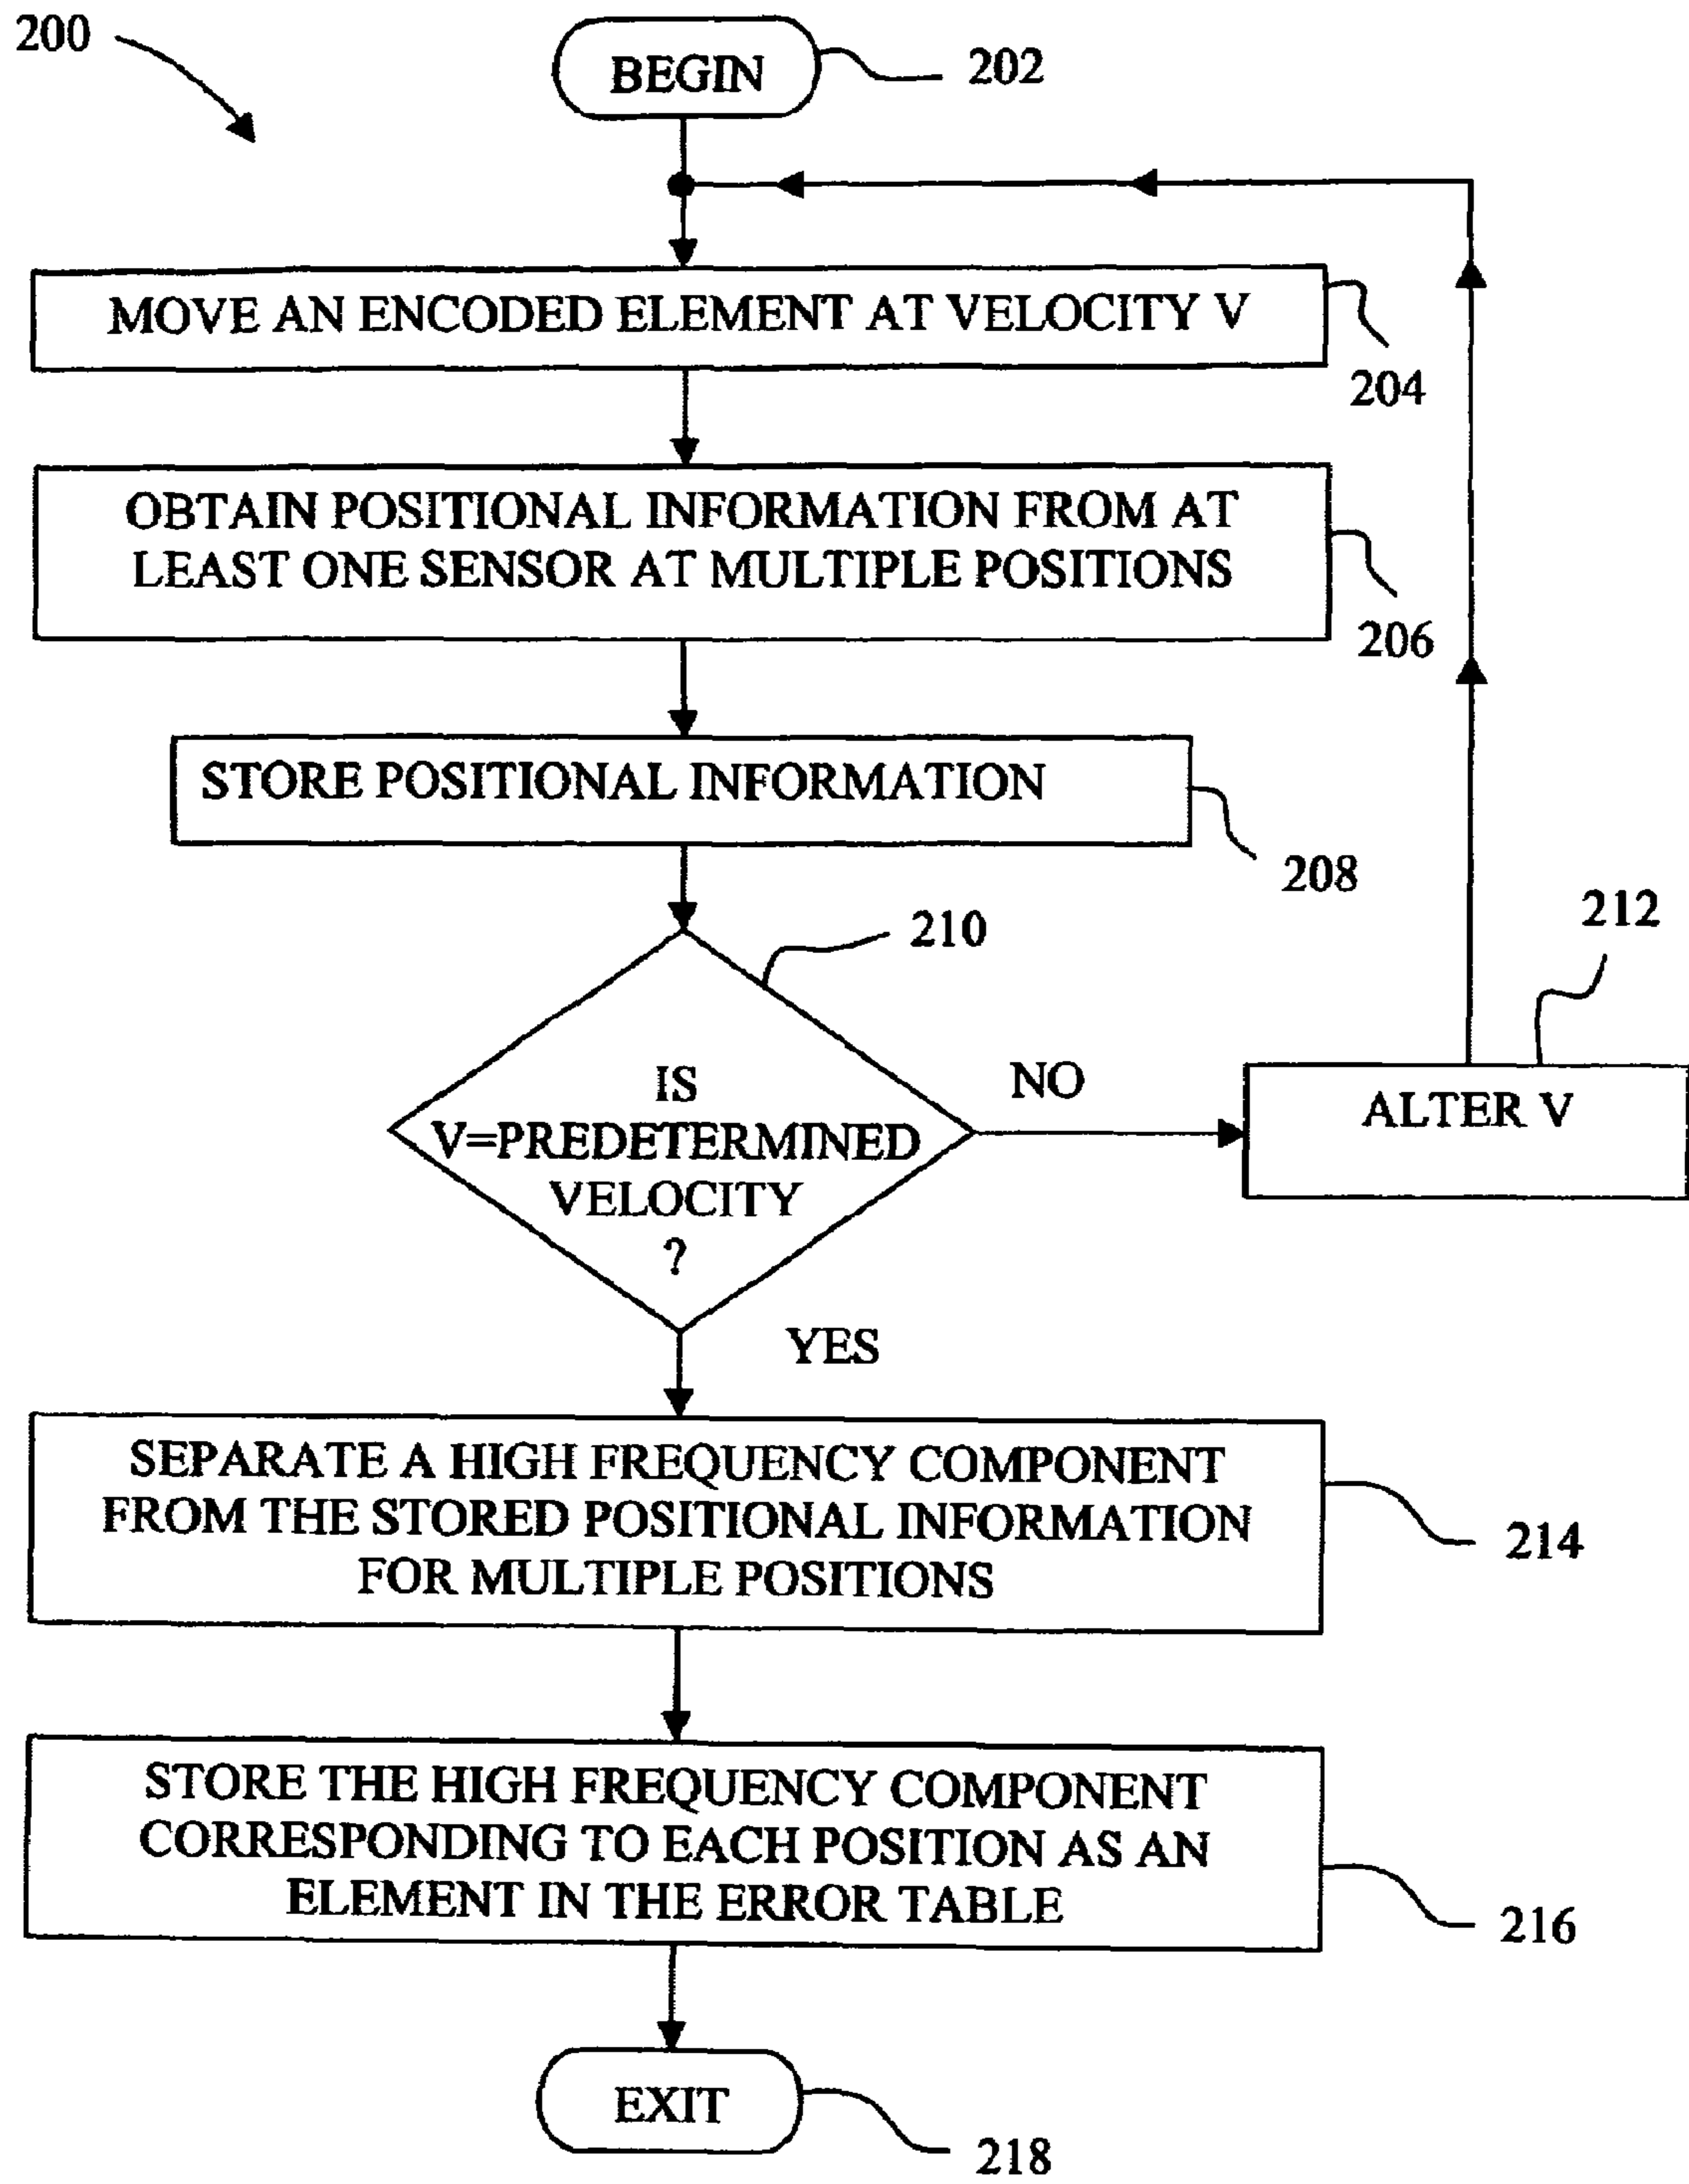 200
BEGIN
202
MOVE AN ENCODED ELEMENT AT VELOCITY V
204
OBTAIN POSITIONAL INFORMATION FROM AT
LEAST ONE SENSOR AT MULTIPLE POSITIONS
206
STORE POSITIONAL INFORMATION
208
210
IS
V=PREDETERMINED
VELOCITY
?
NO
212
ALTER V
YES
SEPARATE A HIGH FREQUENCY COMPONENT
FROM THE STORED POSITIONAL INFORMATION
FOR MULTIPLE POSITIONS
214
STORE THE HIGH FREQUENCY COMPONENT
CORRESPONDING TO EACH POSITION AS AN
ELEMENT IN THE ERROR TABLE
216
EXIT
218